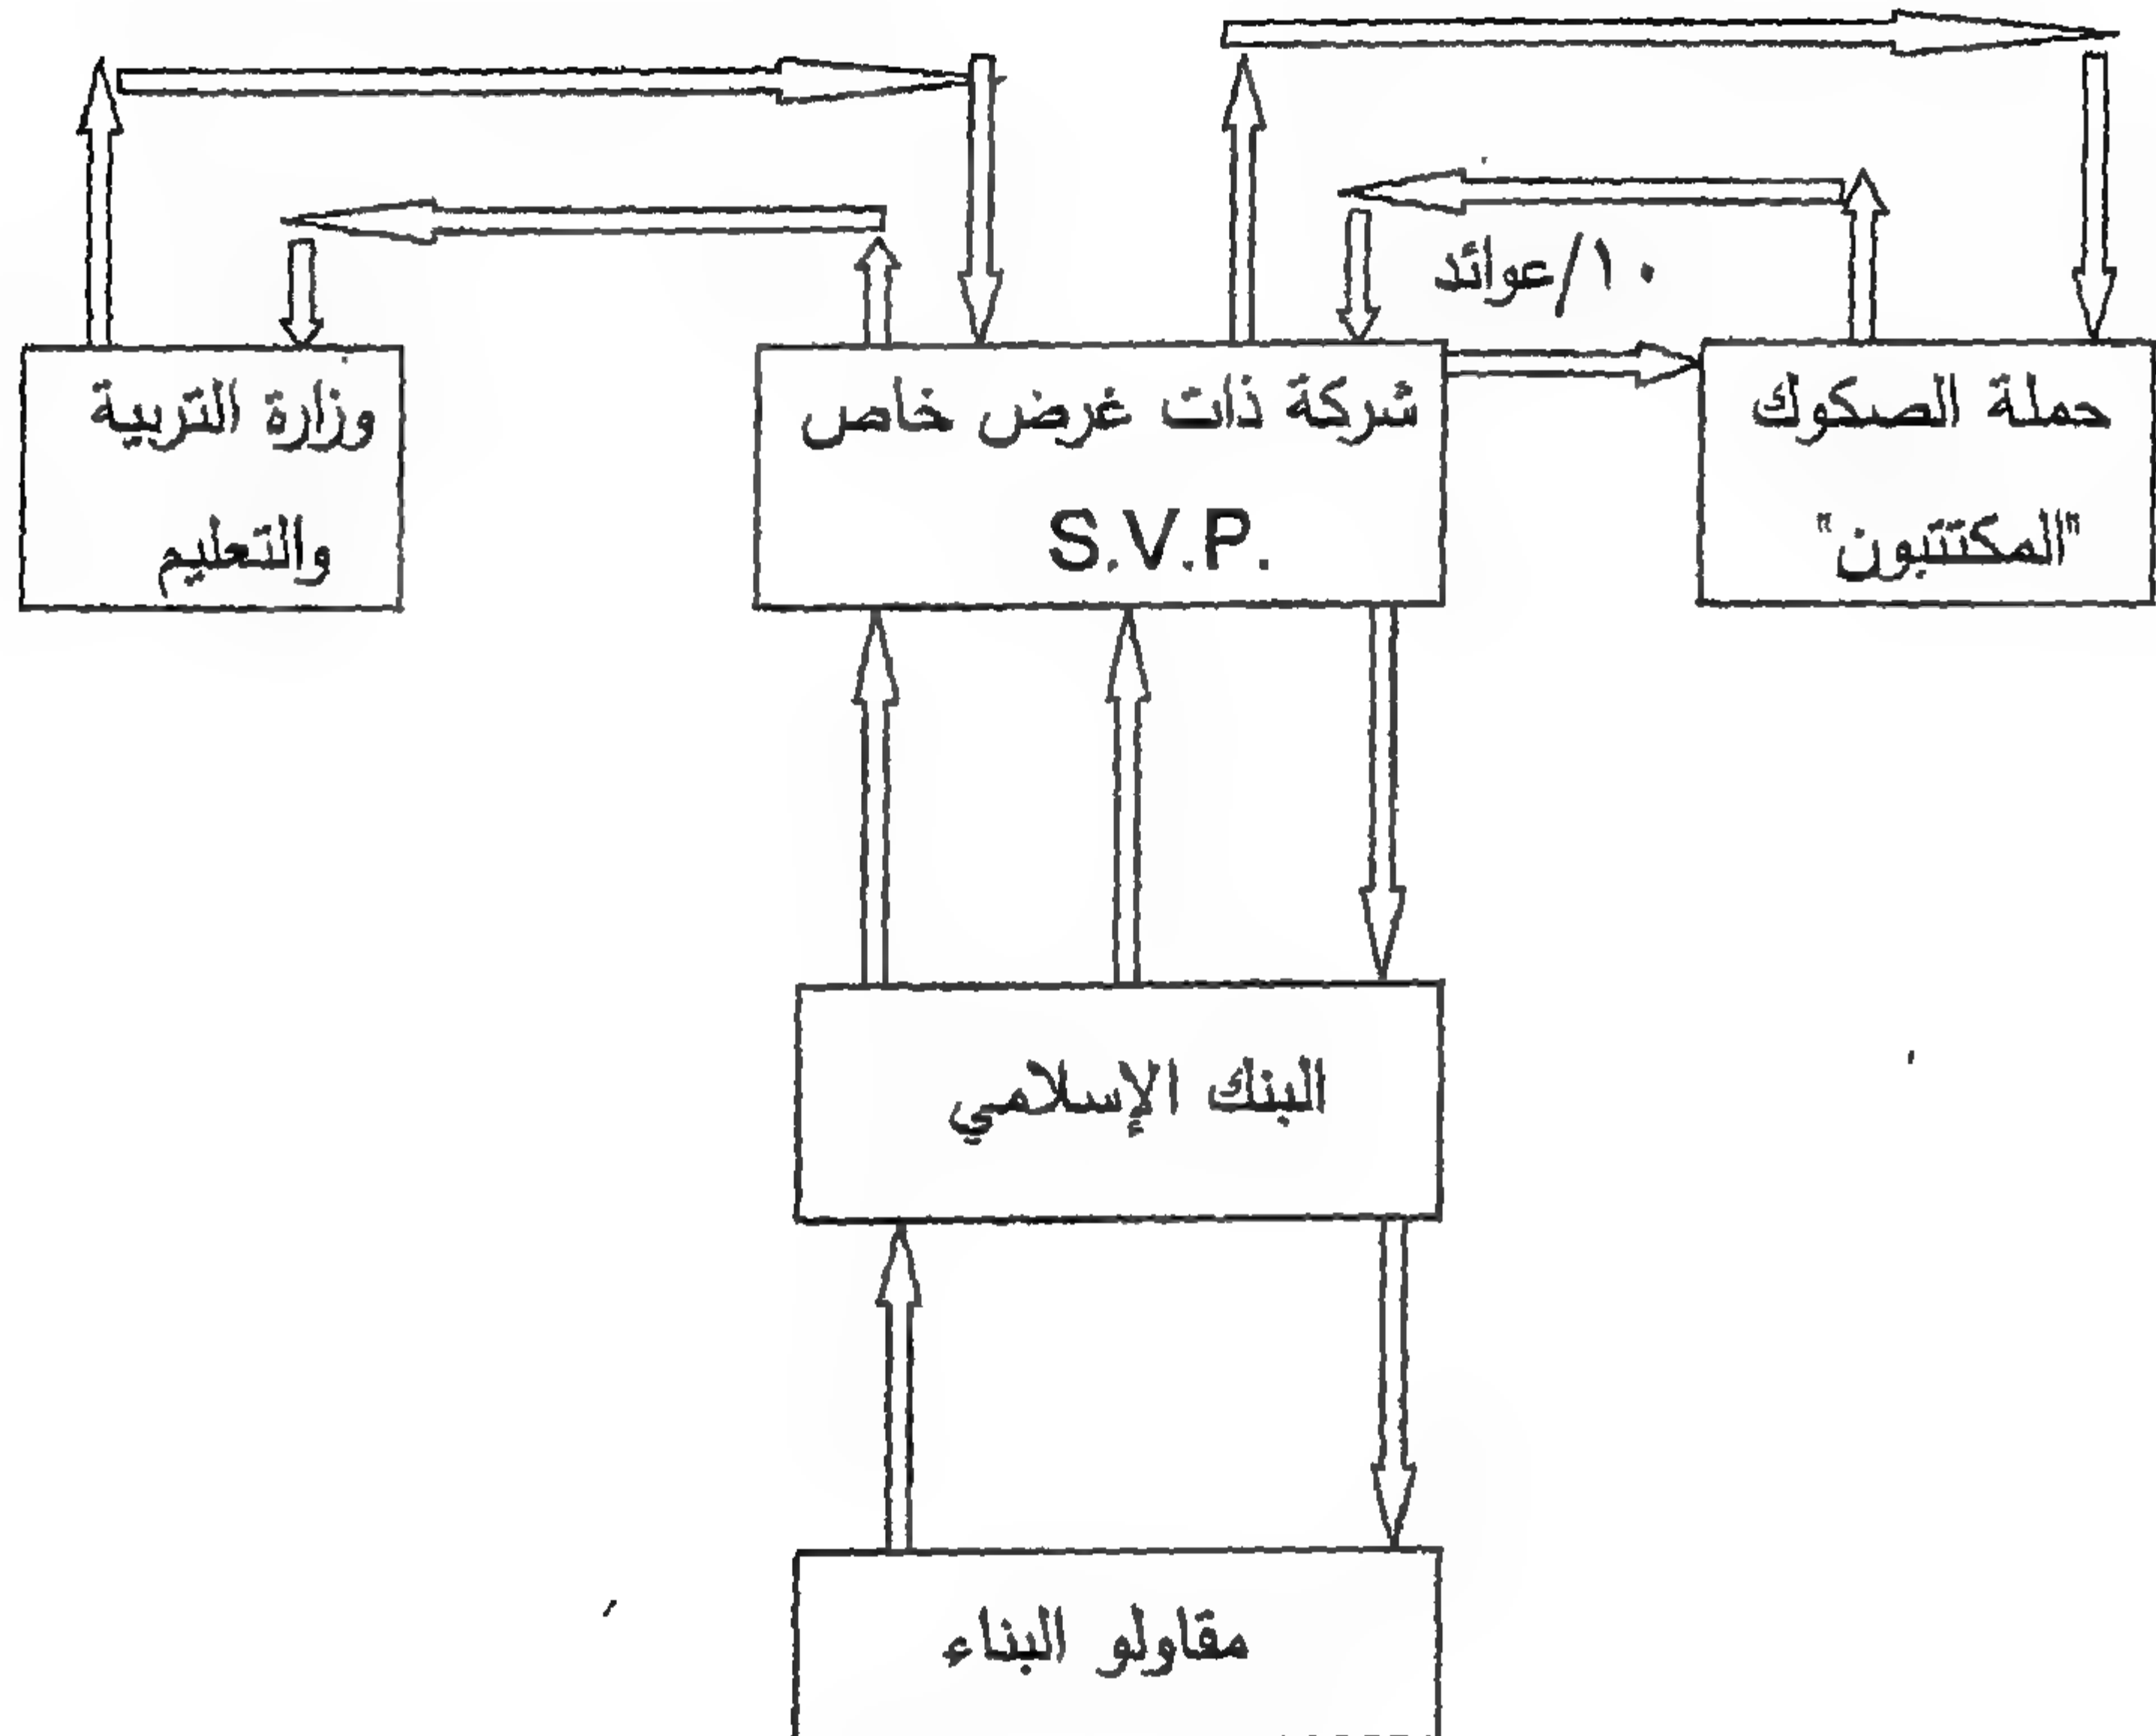 ١٠/عوائد
حملة الصكوك
"المكتتبون"
شركة ذات غرض خاص
S.V.P.
وزارة التربية
والتعليم
البنك الإسلامي
مقاولو البناء